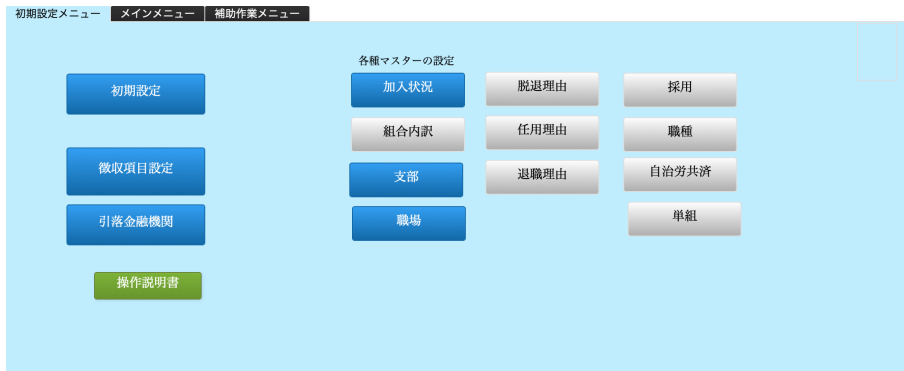 初期設定メニュー
メインメニュー
補助作業メニュー
初期設定
徴収項目設定
引落金融機関
操作説明書
各種マスターの設定
加入状況
組合内訳
支部
職場
脱退理由
任用理由
退職理由
採用
職種
自治労共済
単組